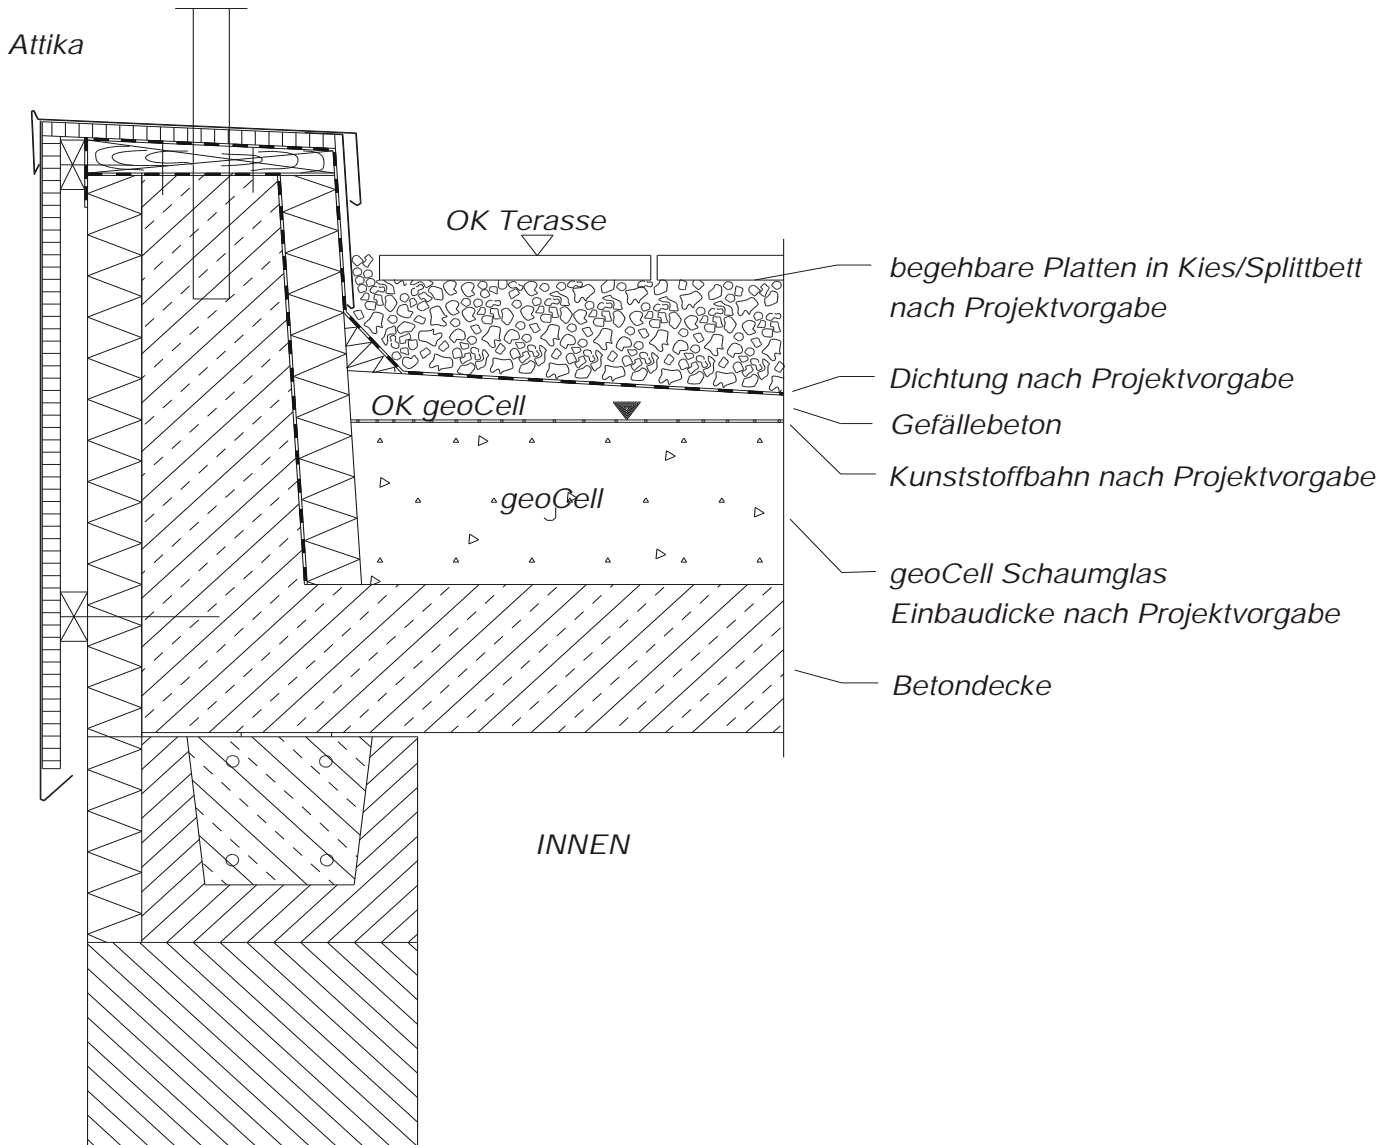 Attika
OK Terasse
begehbare Platten in Kies/Splittbett
nach Projektvorgabe
Dichtung nach Projektvorgabe
OK geoCell
Gefällebeton
Kunststoffbahn nach Projektvorgabe
geoCell
geoCell Schaumglas
Einbaudicke nach Projektvorgabe
Betondecke
INNEN